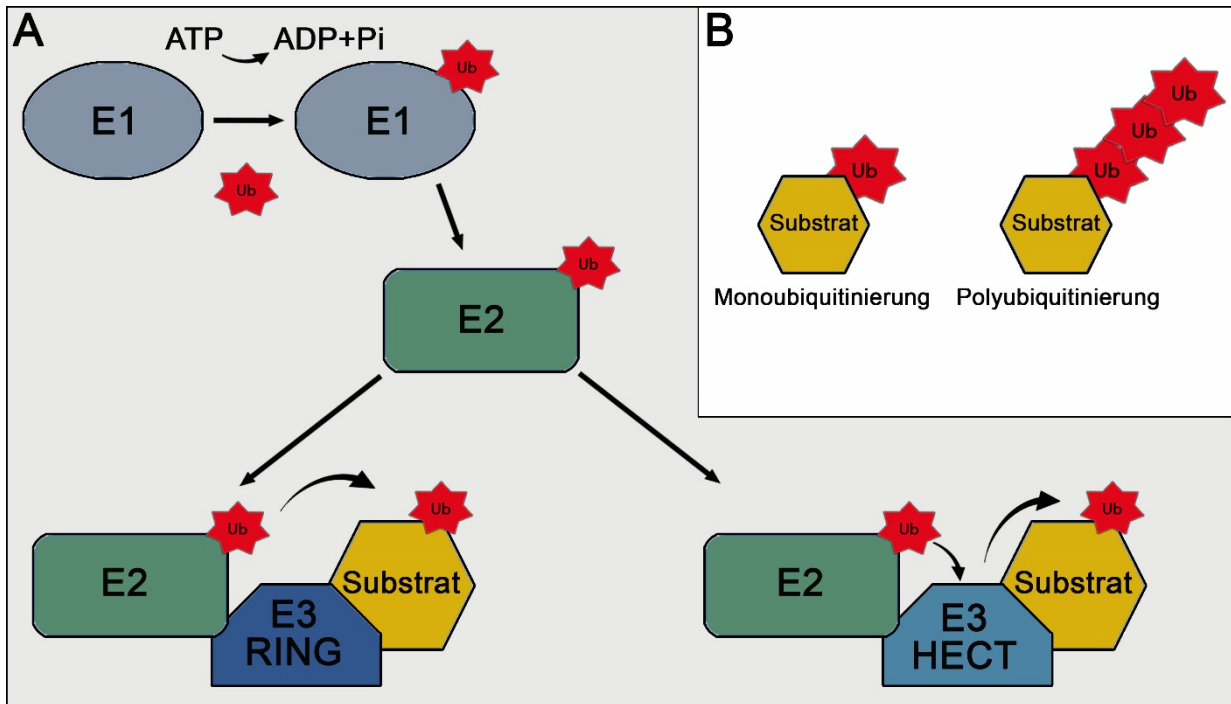 A
ATP ADP+Pi
Ub
E1
E1
Ub
Ub
E2
Ub
Ub
E2
Substrat
E3
RING
Ub
Ub
E2
Substrat
E3
HECT
B
Ub
Ub
Ub
Ub
Substrat
Substrat
Monoubiquitinierung
Polyubiquitinierung